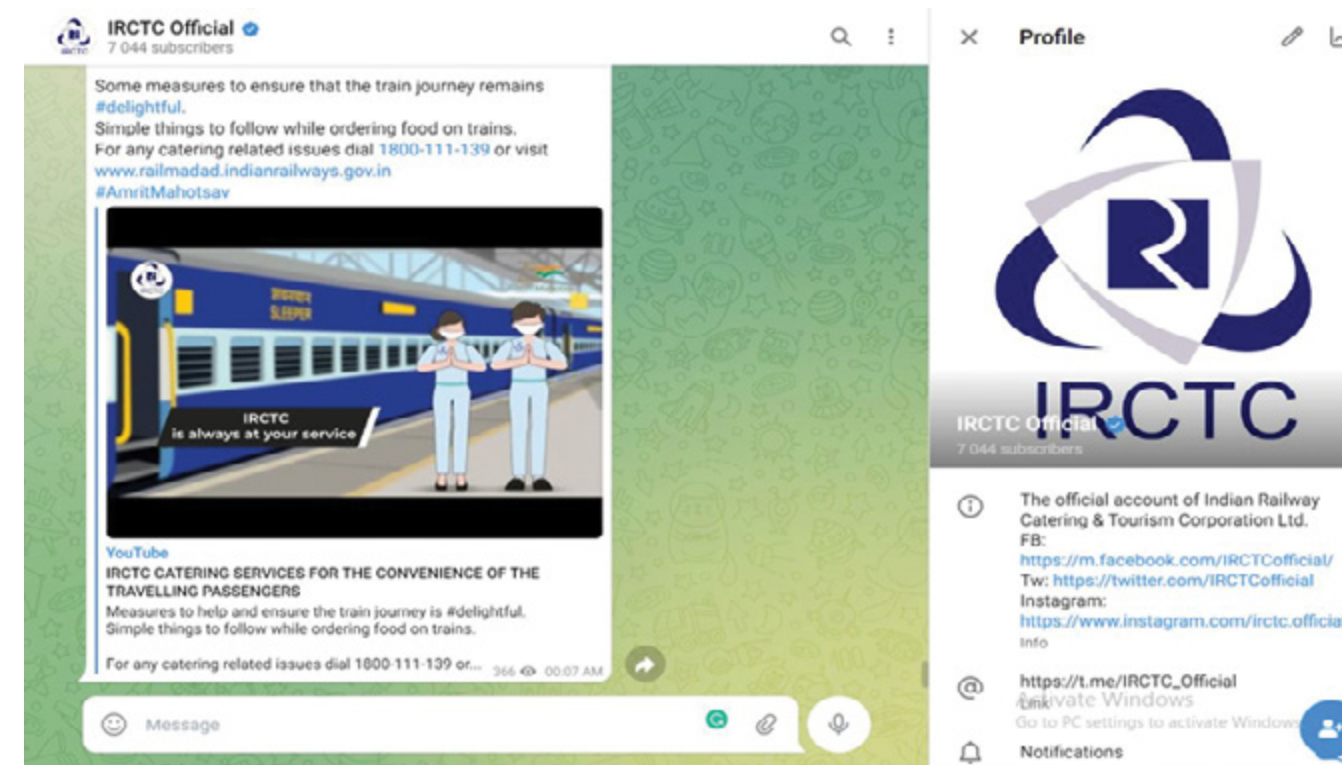 IRCTC Official
7 044 subscribers
Some measures to ensure that the train journey remains
#delightful.
Simple things to follow while ordering food on trains.
For any catering related issues dial 1800-111-139 or visit
www.railmadad.indianrailways.gov.in
#AmritMahotsav
शयनयान
SLEEPER
IRCTC
is always at your service
YouTube
IRCTC CATERING SERVICES FOR THE CONVENIENCE OF THE
TRAVELLING PASSENGERS
Measures to help and ensure the train journey is #delightful.
Simple things to follow while ordering food on trains.
For any catering related issues dial 1800-111-139 or...
366 00:07 AM
Message
Profile
IRCTC
IRCTC Official
7 044 subscribers
The official account of Indian Railway
Catering & Tourism Corporation Ltd.
FB:
https://m.facebook.com/IRCTCofficial/
Tw: https://twitter.com/IRCTCofficial
Instagram:
https://www.instagram.com/irctc.official
Info
https://t.me/IRCTC_Official
Link
Activate Windows
Go to PC settings to activate Windows
Notifications